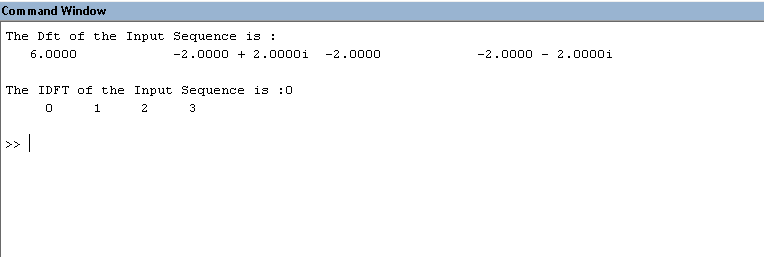 Command Window
The Dft of the Input Sequence is :
6.0000 -2.0000 + 2.0000i -2.0000 -2.0000 - 2.0000i
The IDFT of the Input Sequence is :0
0 1 2 3
>>